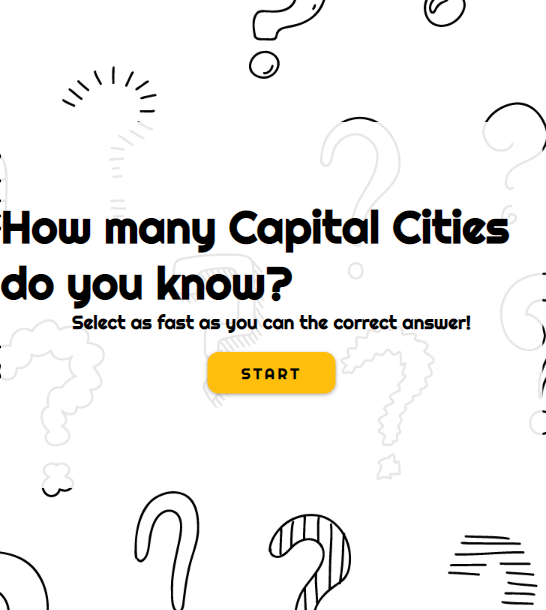 How many Capital Cities
do you know?
Select as fast as you can the correct answer!
START